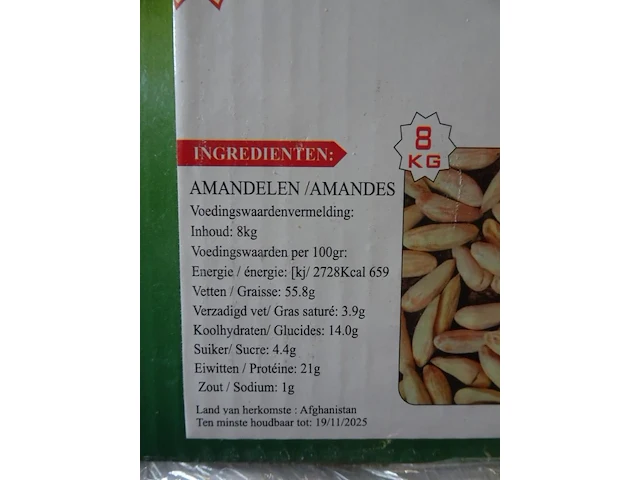 8
KG
INGREDIENTEN:
AMANDELEN /AMANDES
Voedingswaardenvermelding:
Inhoud: 8kg
Voedingswaarden per 100gr:
Energie / énergie: [kj/ 2728Kcal 659
Vetten / Graisse: 55.8g
Verzadigd vet/ Gras saturé: 3.9g
Koolhydraten/ Glucides: 14.0g
Suiker/ Sucre: 4.4g
Eiwitten / Protéine: 21g
Zout / Sodium: 1g
Land van herkomste : Afghanistan
Ten minste houdbaar tot: 19/11/2025